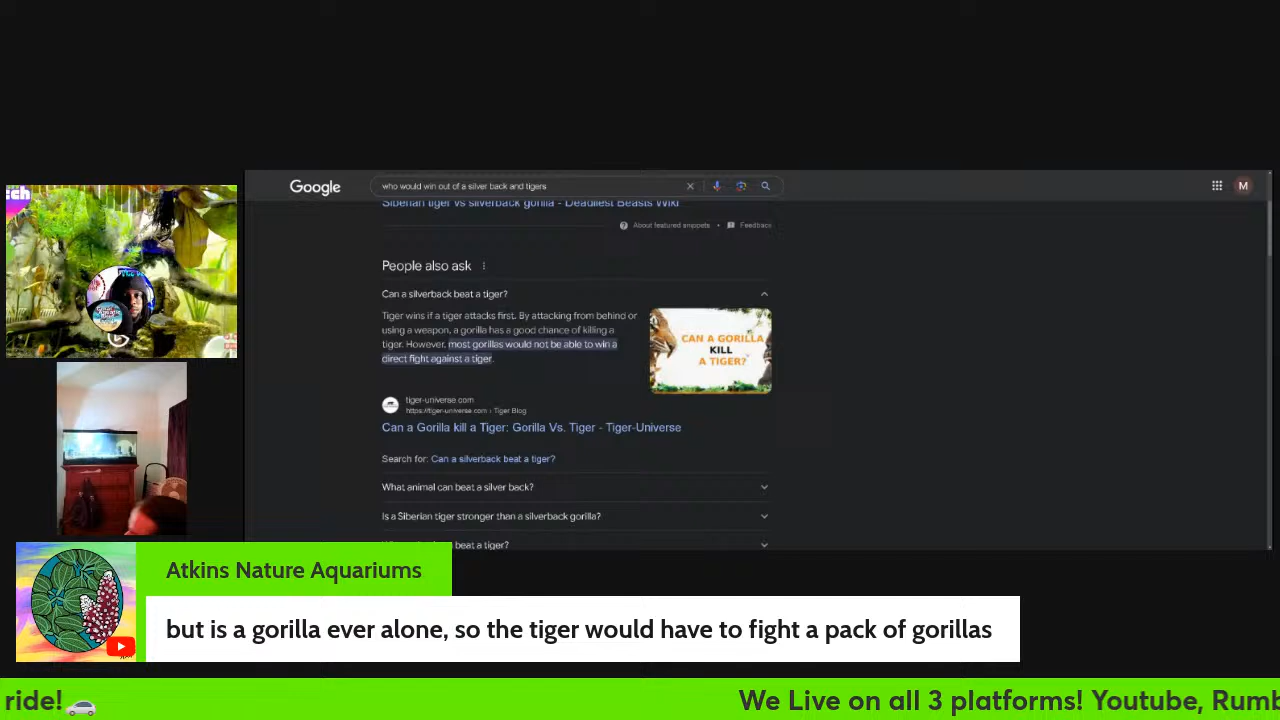 Google
who would win out of a silver back and tigers
M
Siberian tiger vs silverback gorilla - Deadliest Beasts Wiki
About featured snippets • Feedback
People also ask
Can a silverback beat a tiger?
Tiger wins if a tiger attacks first. By attacking from behind or
using a weapon, a gorilla has a good chance of killing a
tiger. However, most gorillas would not be able to win a
direct fight against a tiger.
CAN A GORILLA
KILL
A TIGER?
tiger-universe.com
https://tiger-universe.com › Tiger Blog
Can a Gorilla kill a Tiger: Gorilla Vs. Tiger - Tiger-Universe
Search for: Can a silverback beat a tiger?
What animal can beat a silver back?
Is a Siberian tiger stronger than a silverback gorilla?
beat a tiger?
Atkins Nature Aquariums
but is a gorilla ever alone, so the tiger would have to fight a pack of gorillas
ride! We Live on all 3 platforms! Youtube, Rumb